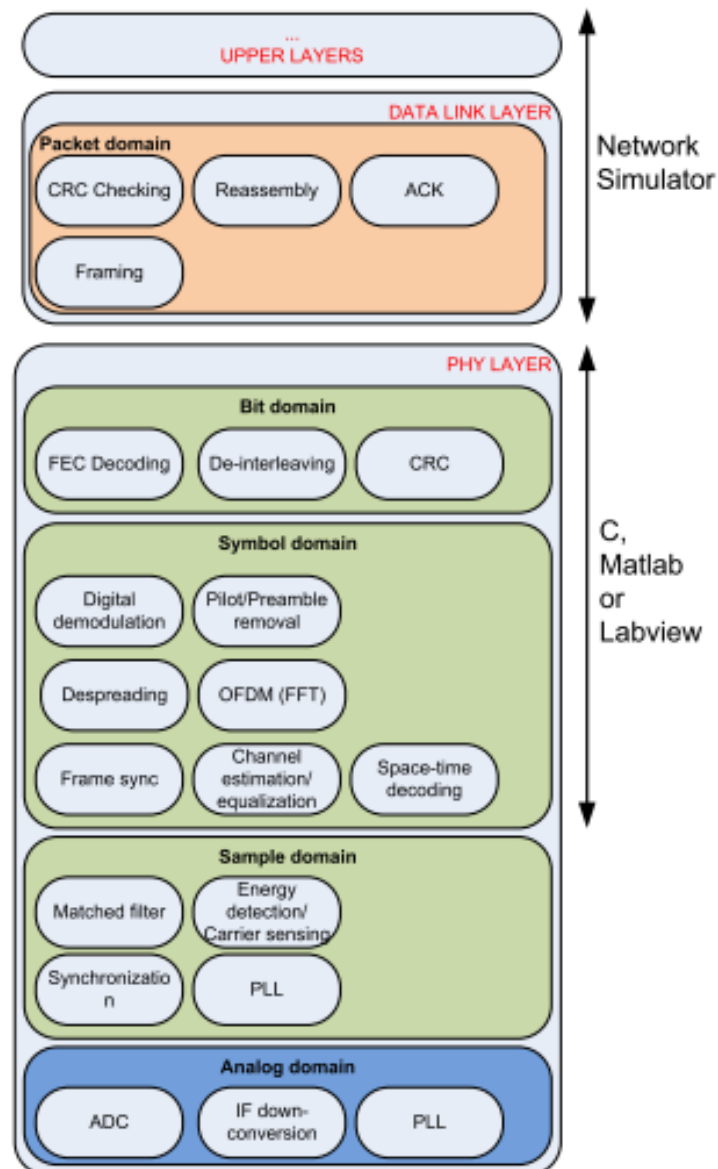 ...
UPPER LAYERS
DATA LINK LAYER
Packet domain
CRC Checking
Reassembly
ACK
Framing
Network
Simulator
PHY LAYER
Bit domain
FEC Decoding
De-interleaving
CRC
Symbol domain
Digital
demodulation
Pilot/Preamble
removal
Despreading
OFDM (FFT)
Frame sync
Channel
estimation/
equalization
Space-time
decoding
C,
Matlab
or
Labview
Sample domain
Matched filter
Energy
detection/
Carrier sensing
Synchronizatio
n
PLL
Analog domain
ADC
IF down-
conversion
PLL